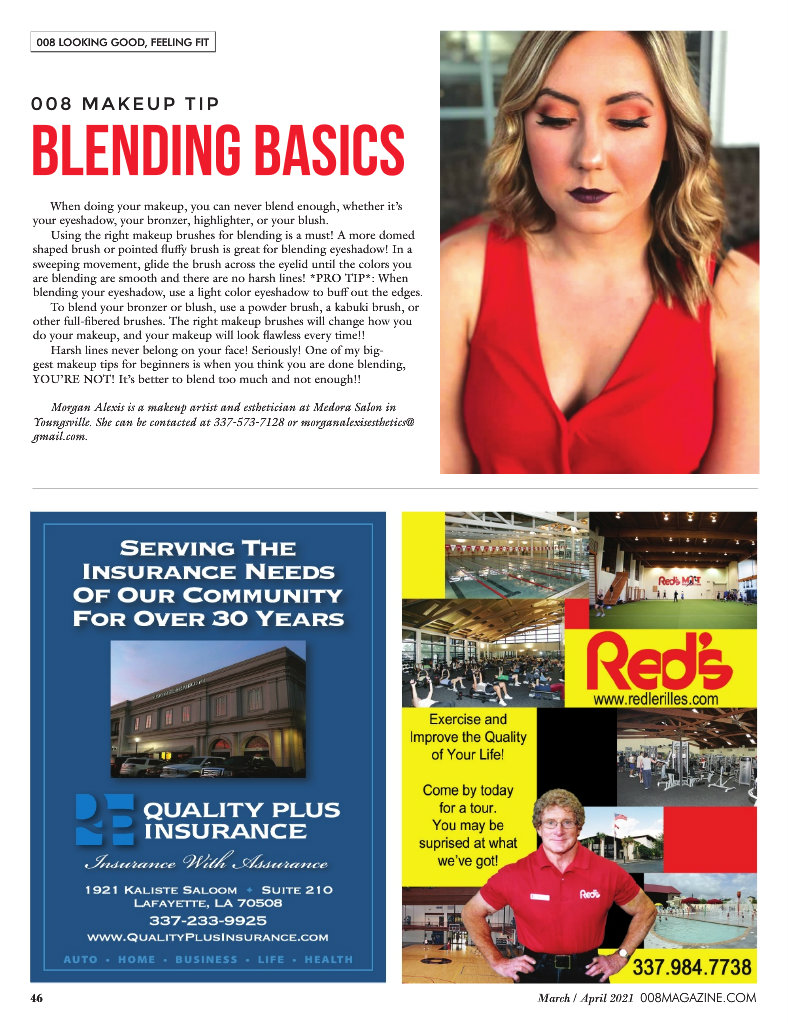 008 LOOKING GOOD, FEELING FIT
008 MAKEUP TIP
BLENDING BASICS
When doing your makeup, you can never blend enough, whether it's
your eyeshadow, your bronzer, highlighter, or your blush.
Using the right makeup brushes for blending is a must! A more domed
shaped brush or pointed fluffy brush is great for blending eyeshadow! In a
sweeping movement, glide the brush across the eyelid until the colors you
are blending are smooth and there are no harsh lines! *PRO TIP*: When
blending your eyeshadow, use a light color eyeshadow to buff out the edges.
To blend your bronzer or blush, use a powder brush, a kabuki brush, or
other full-fibered brushes. The right makeup brushes will change how you
do your makeup, and your makeup will look flawless every time!!
Harsh lines never belong on your face! Seriously! One of my big-
gest makeup tips for beginners is when you think you are done blending,
YOU'RE NOT! It's better to blend too much and not enough!!
Morgan Alexis is a makeup artist and esthetician at Medora Salon in
Youngsville. She can be contacted at 337-573-7128 or morganalexisesthetics@
gmail.com.
SERVING THE
INSURANCE NEEDS
OF OUR COMMUNITY
FOR OVER 30 YEARS
QUALITY PLUS
INSURANCE
Insurance With Assurance
1921 KALISTE SALOOM + SUITE 210
LAFAYETTE, LA 70508
337-233-9925
WWW.QUALITYPLUSINSURANCE.COM
AUTO • HOME • BUSINESS • LIFE • HEALTH
Red's
Red's
www.redlerilles.com
Exercise and
Improve the Quality
of Your Life!
Come by today
for a tour.
You may be
suprised at what
we've got!
Red's
337.984.7738
46
March / April 2021 008MAGAZINE.COM